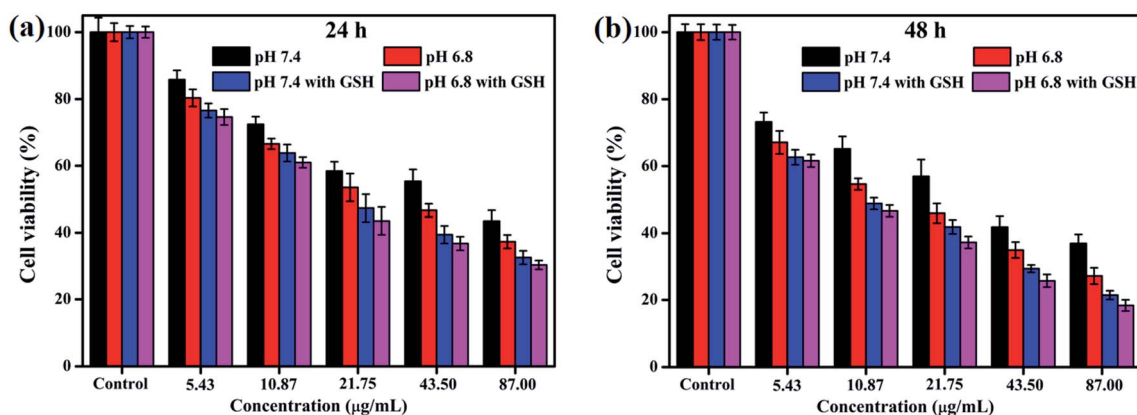 (a)
24 h
pH 7.4
pH 6.8
pH 7.4 with GSH
pH 6.8 with GSH
Cell viability (%)
100
80
60
40
20
0
Control 5.43 10.87 21.75 43.50 87.00
Concentration (μg/mL)
(b)
48 h
pH 7.4
pH 6.8
pH 7.4 with GSH
pH 6.8 with GSH
Cell viability (%)
100
80
60
40
20
0
Control 5.43 10.87 21.75 43.50 87.00
Concentration (μg/mL)